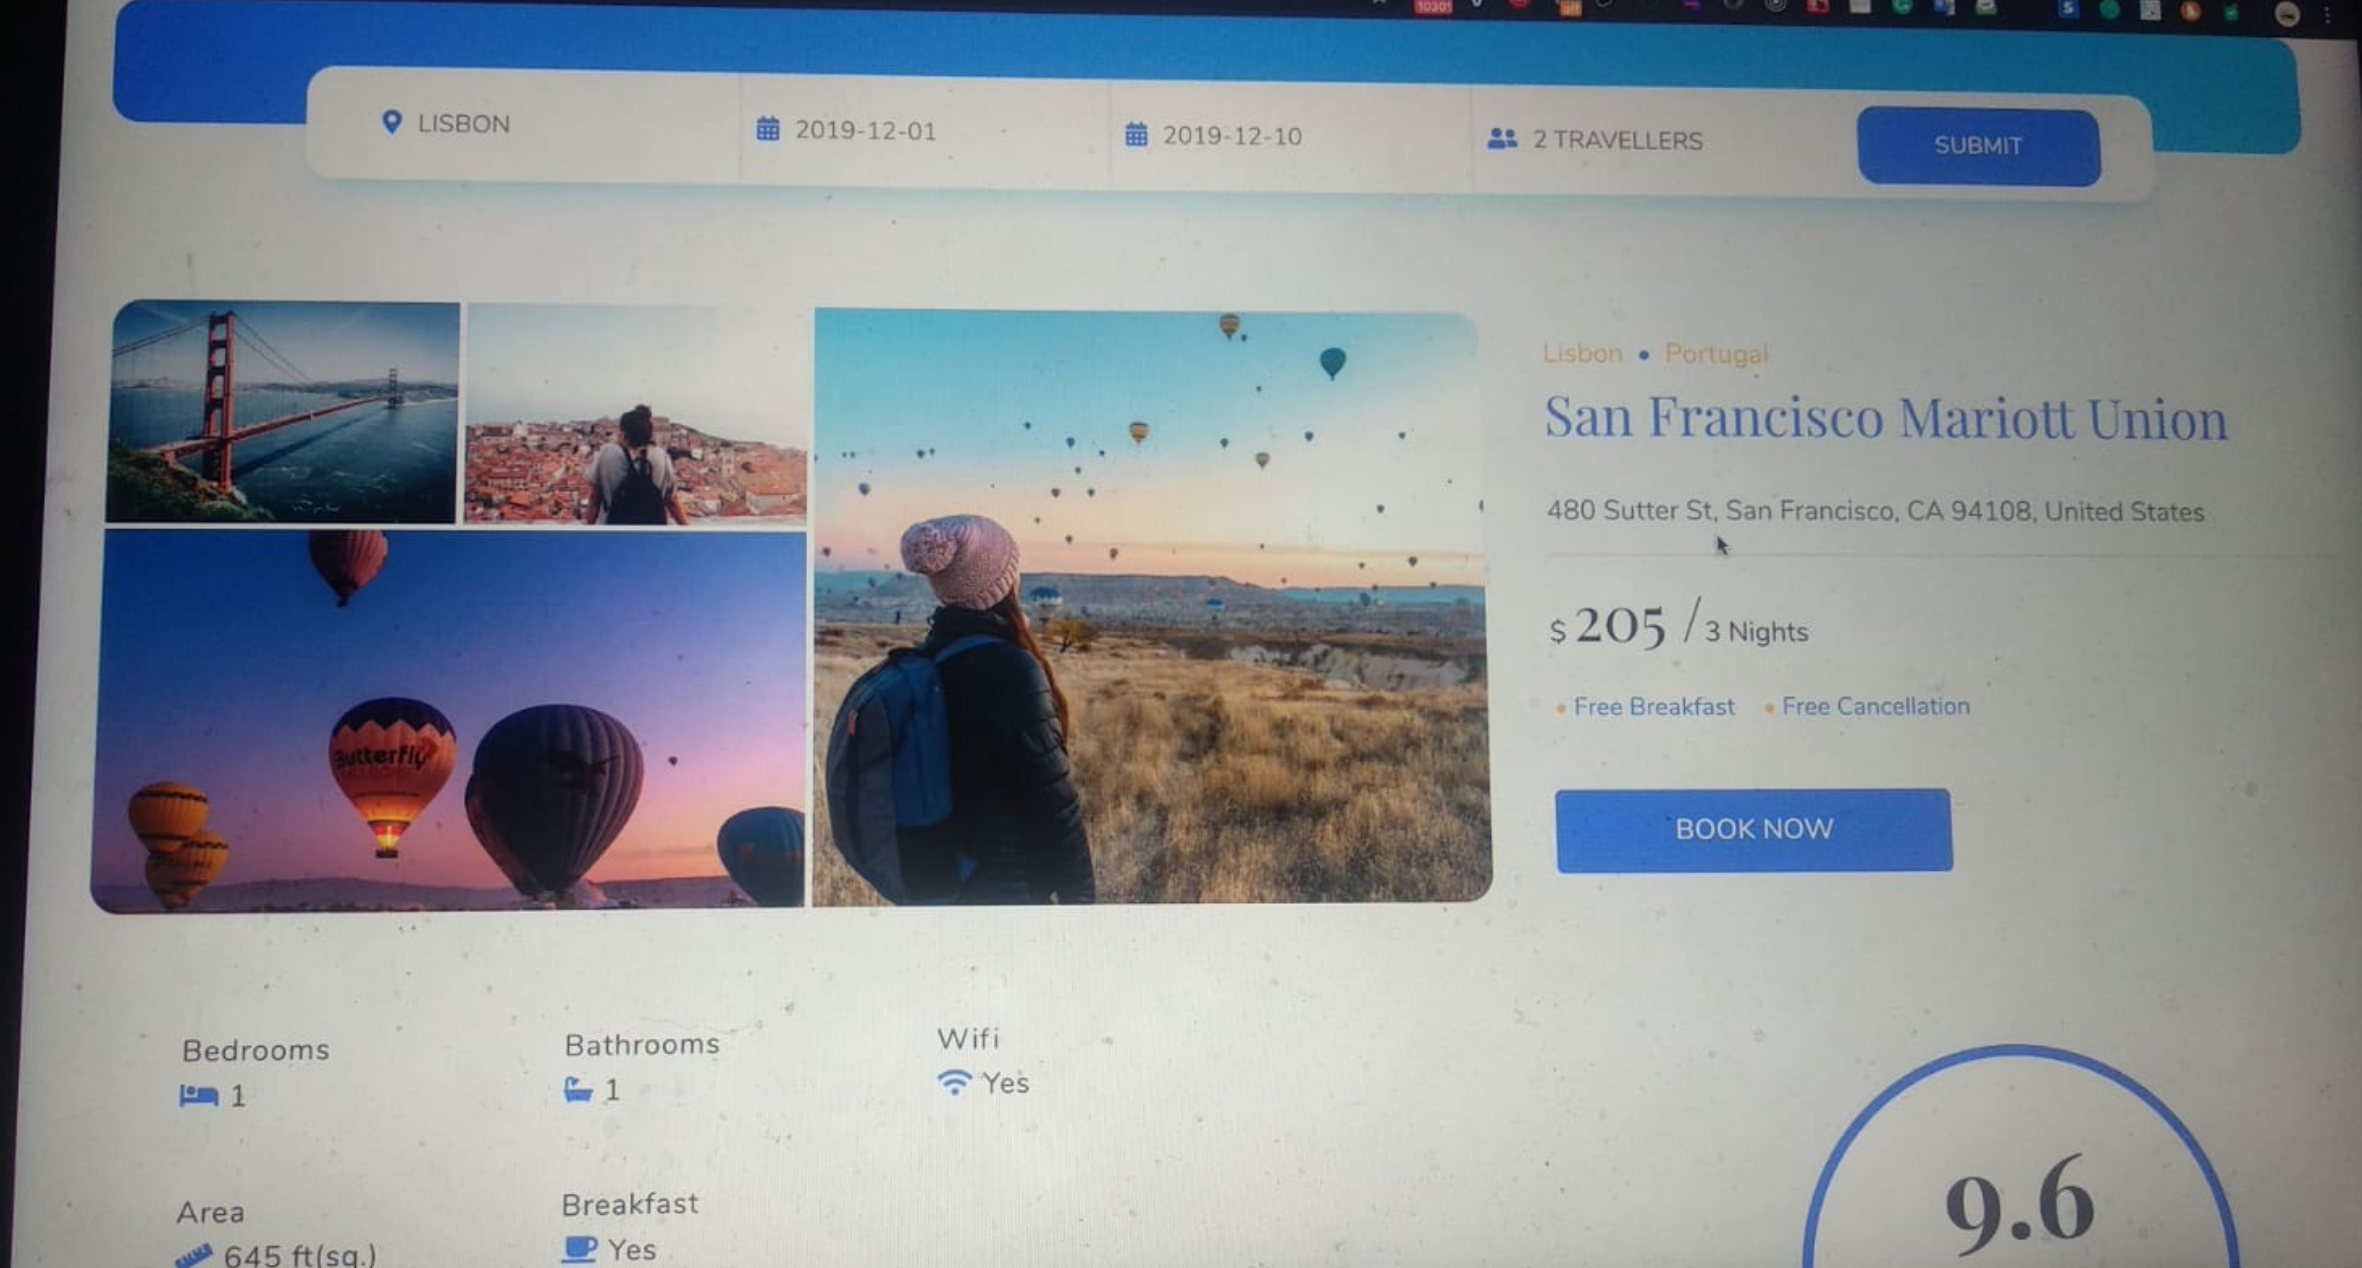 10301
LISBON
2019-12-01
2019-12-10
2 TRAVELLERS
SUBMIT
Lisbon • Portugal
San Francisco Mariott Union
480 Sutter St, San Francisco, CA 94108, United States
$ 205 / 3 Nights
• Free Breakfast • Free Cancellation
BOOK NOW
Butterfly
Bedrooms
1
Bathrooms
1
Wifi
Yes
Area
645 ft(sq.)
Breakfast
Yes
9.6